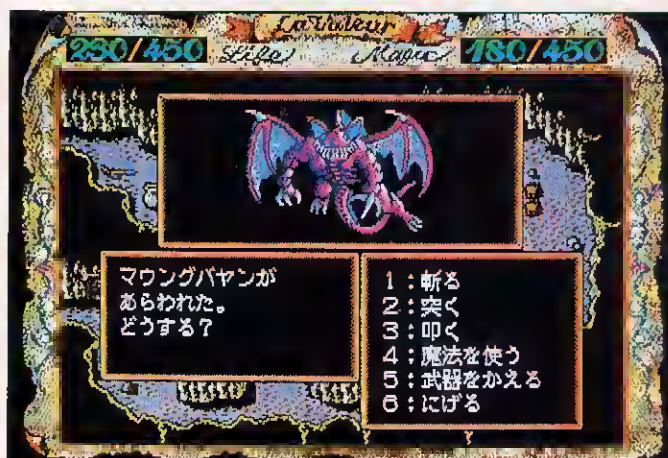 230/450
Life
Magic
180/450
マウングバヤンが
あらわれた。
どうする?
1:斬る
2:突く
3:叩く
4:魔法を使う
5:武器をかえる
6:にげる